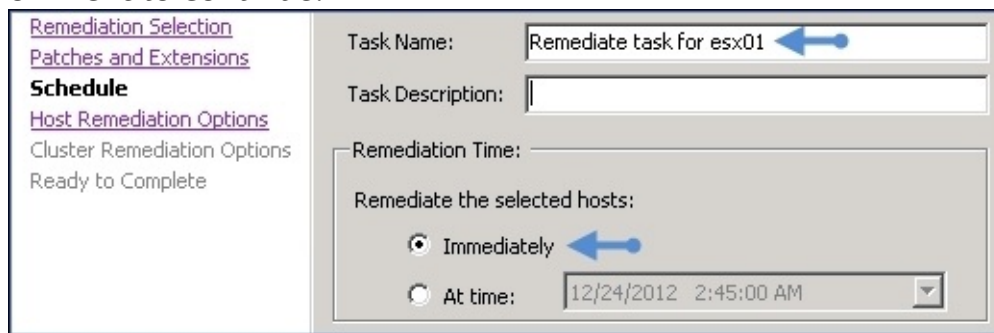 Remediation Selection
Patches and Extensions
Schedule
Host Remediation Options
Cluster Remediation Options
Ready to Complete
Task Name: Remediate task for esx01
Task Description:
Remediation Time:
Remediate the selected hosts:
Immediately
At time: 12/24/2012 2:45:00 AM